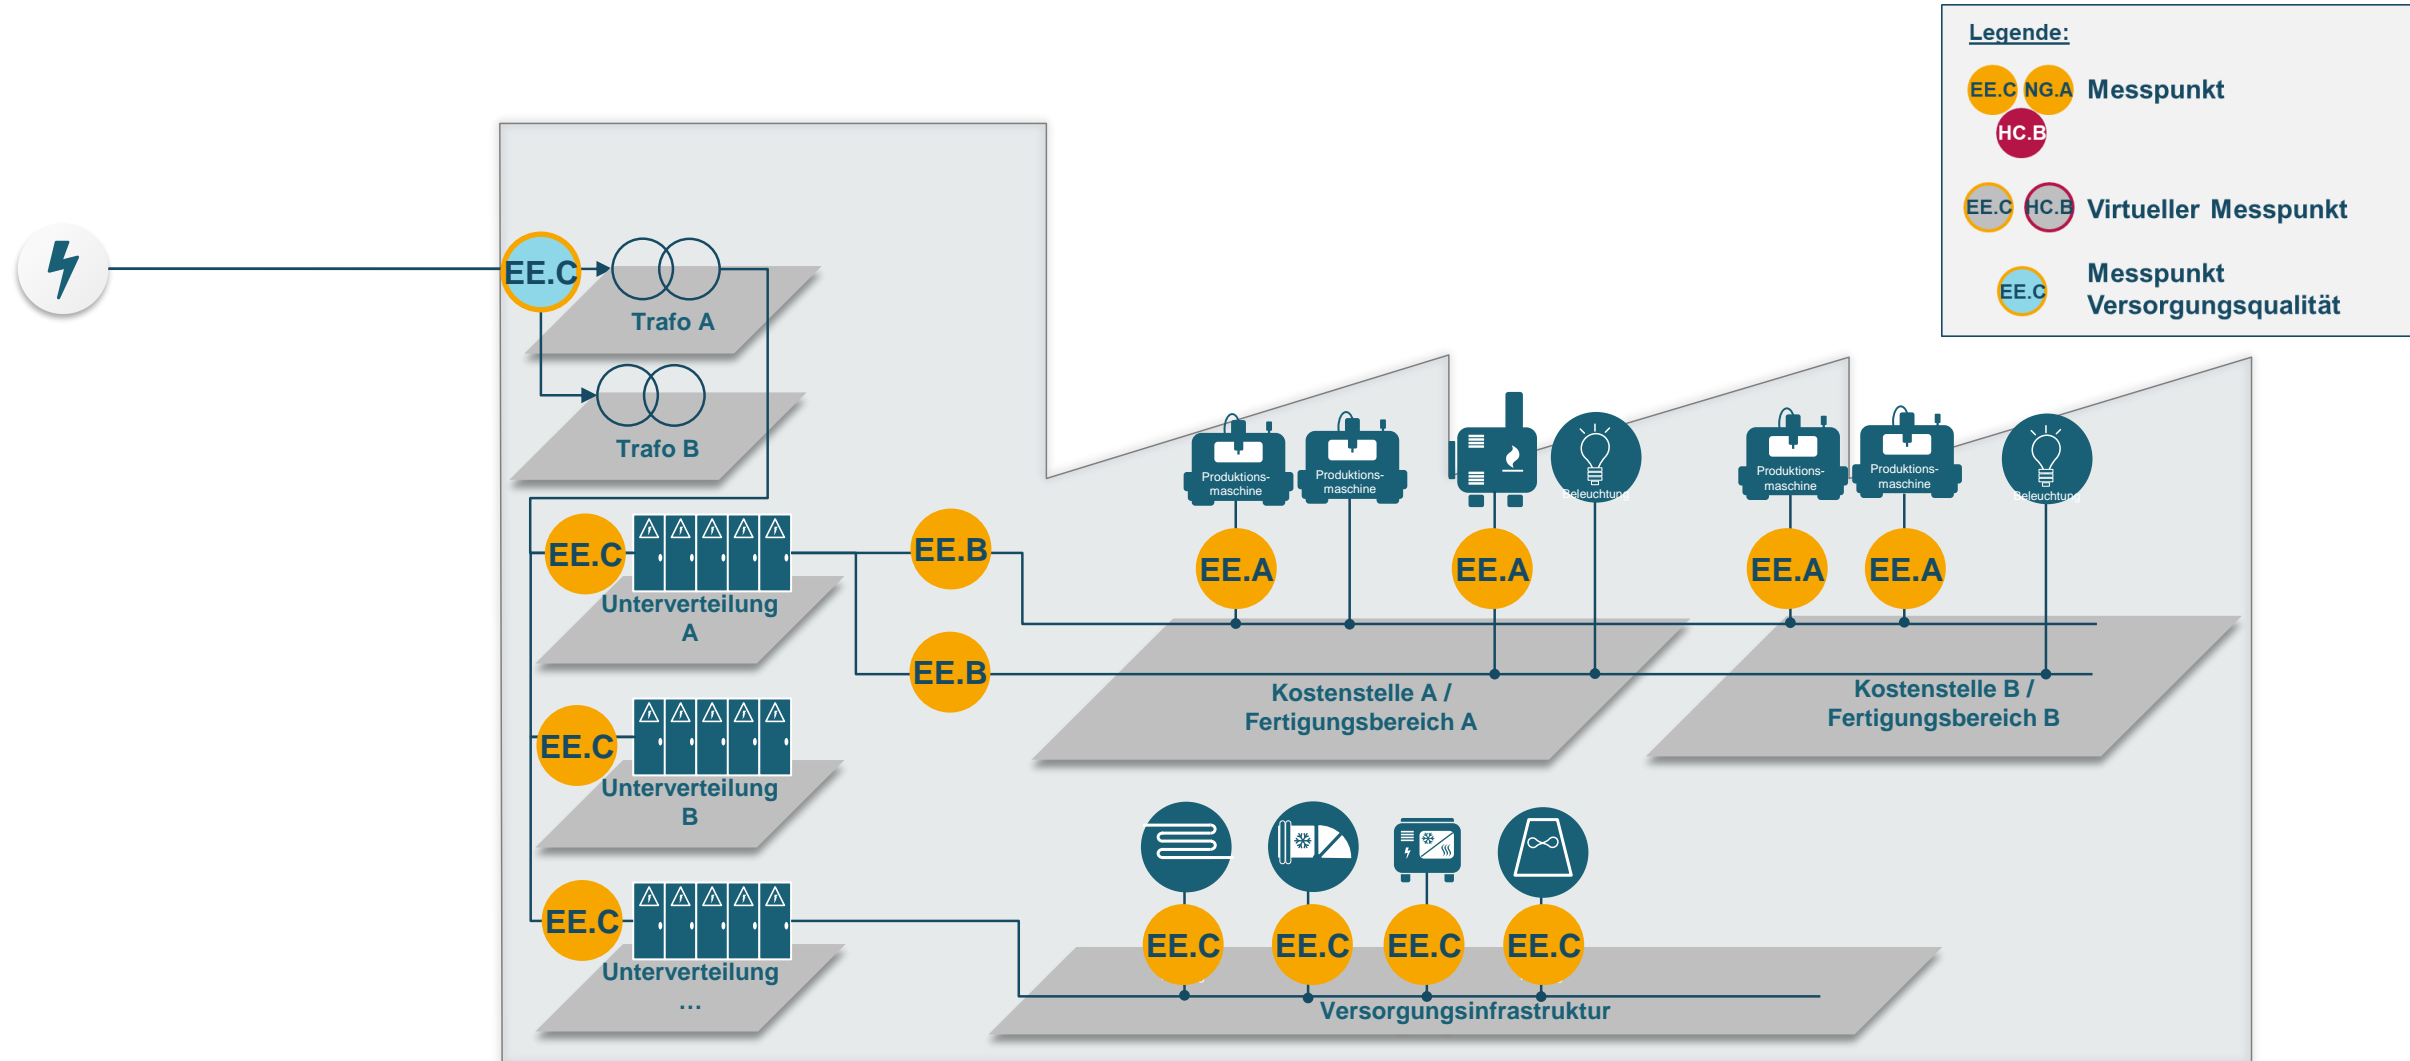 Legende:
EE.C NG.A Messpunkt
HC.B
EE.C HC.B Virtueller Messpunkt
EE.C Messpunkt
Versorgungsqualität
EE.C
Trafo A
Trafo B
EE.C
Unterverteilung
A
EE.C
Unterverteilung
B
EE.C
Unterverteilung
...
EE.B
EE.B
Produktions-
maschine
Produktions-
maschine
Beleuchtung
Produktions-
maschine
Produktions-
maschine
Beleuchtung
EE.A
EE.A
EE.A
EE.A
Kostenstelle A /
Fertigungsbereich A
Kostenstelle B /
Fertigungsbereich B
EE.C
EE.C
EE.C
EE.C
Versorgungsinfrastruktur